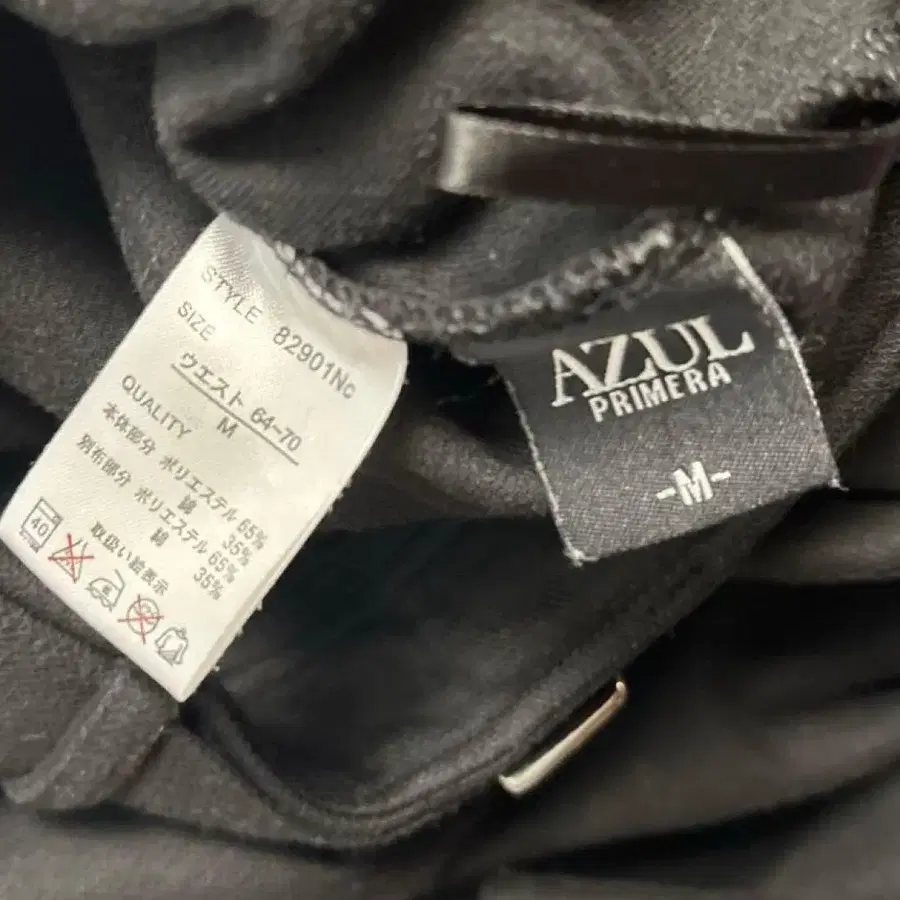 STYLE 82901No
SIZE
ウエスト 64-70
M
QUALITY
本体部分 ポリエステル 65%
綿 35%
別布部分 ポリエステル 65%
綿 35%
取扱い絵表示
40
AZUL
PRIMERA
-M-